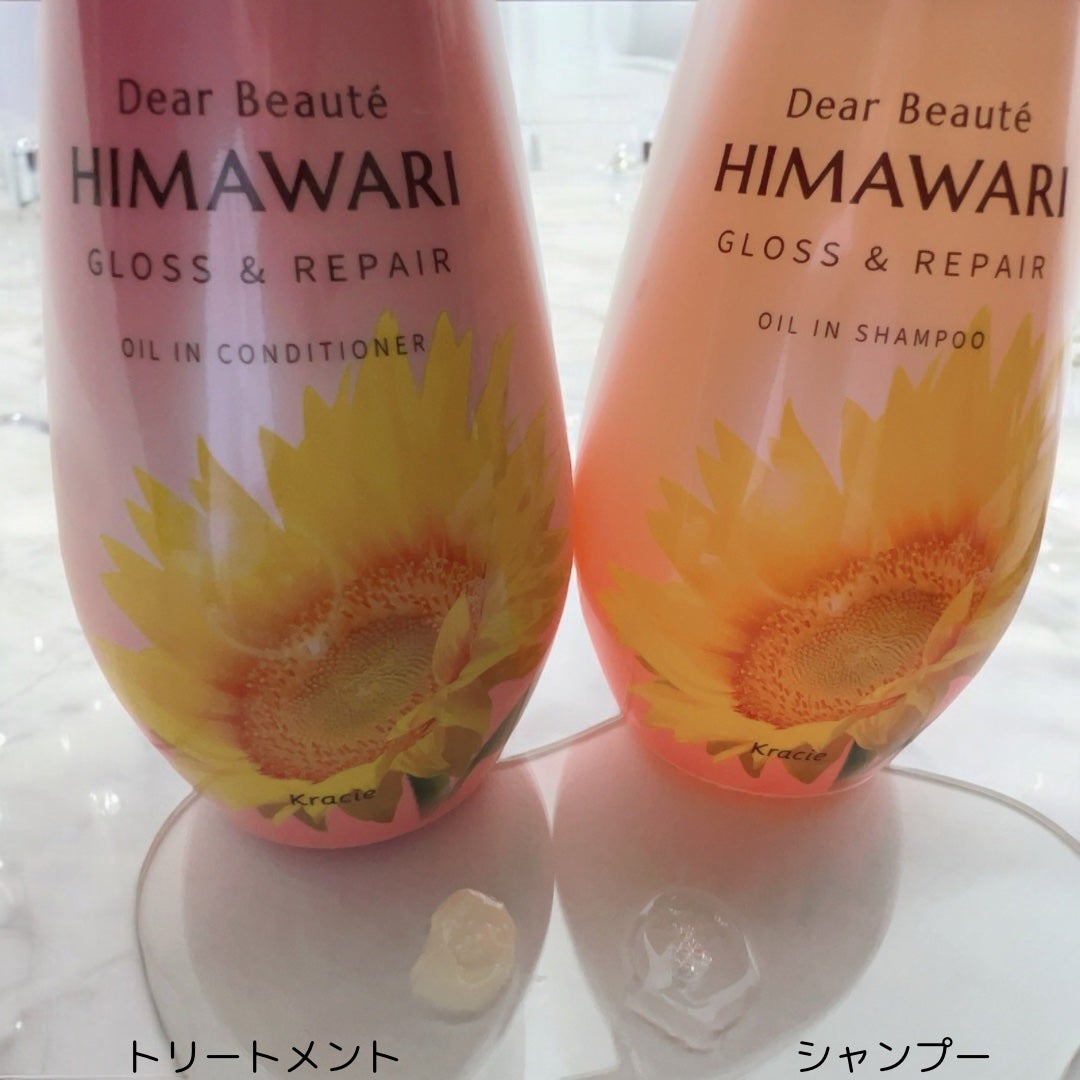 Dear Beauté
HIMAWARI
GLOSS & REPAIR
OIL IN CONDITIONER
Kracie
Dear Beauté
HIMAWARI
GLOSS & REPAIR
OIL IN SHAMPOO
Kracie
トリートメント
シャンプー